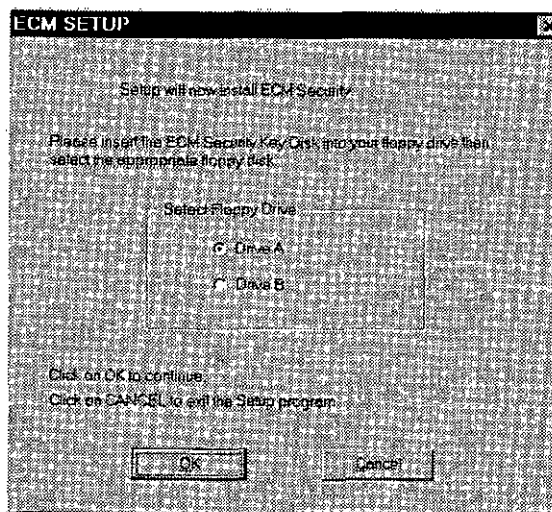 ECM SETUP
Setup will now install ECM Security.
Please insert the ECM Security Key Disk into your floppy drive then
select the appropriate floppy disk.
Select Floppy Drive
Drive A
Drive B
Click on OK to continue.
Click on CANCEL to exit the Setup program.
OK
Cancel